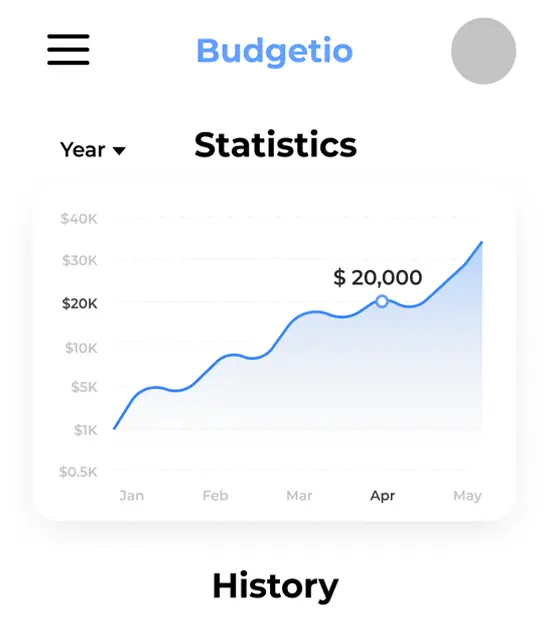 Budgetio
Year
Statistics
$40K
$30K
$ 20,000
$20K
$10K
$5K
$1K
$0.5K
Jan Feb Mar Apr May
History